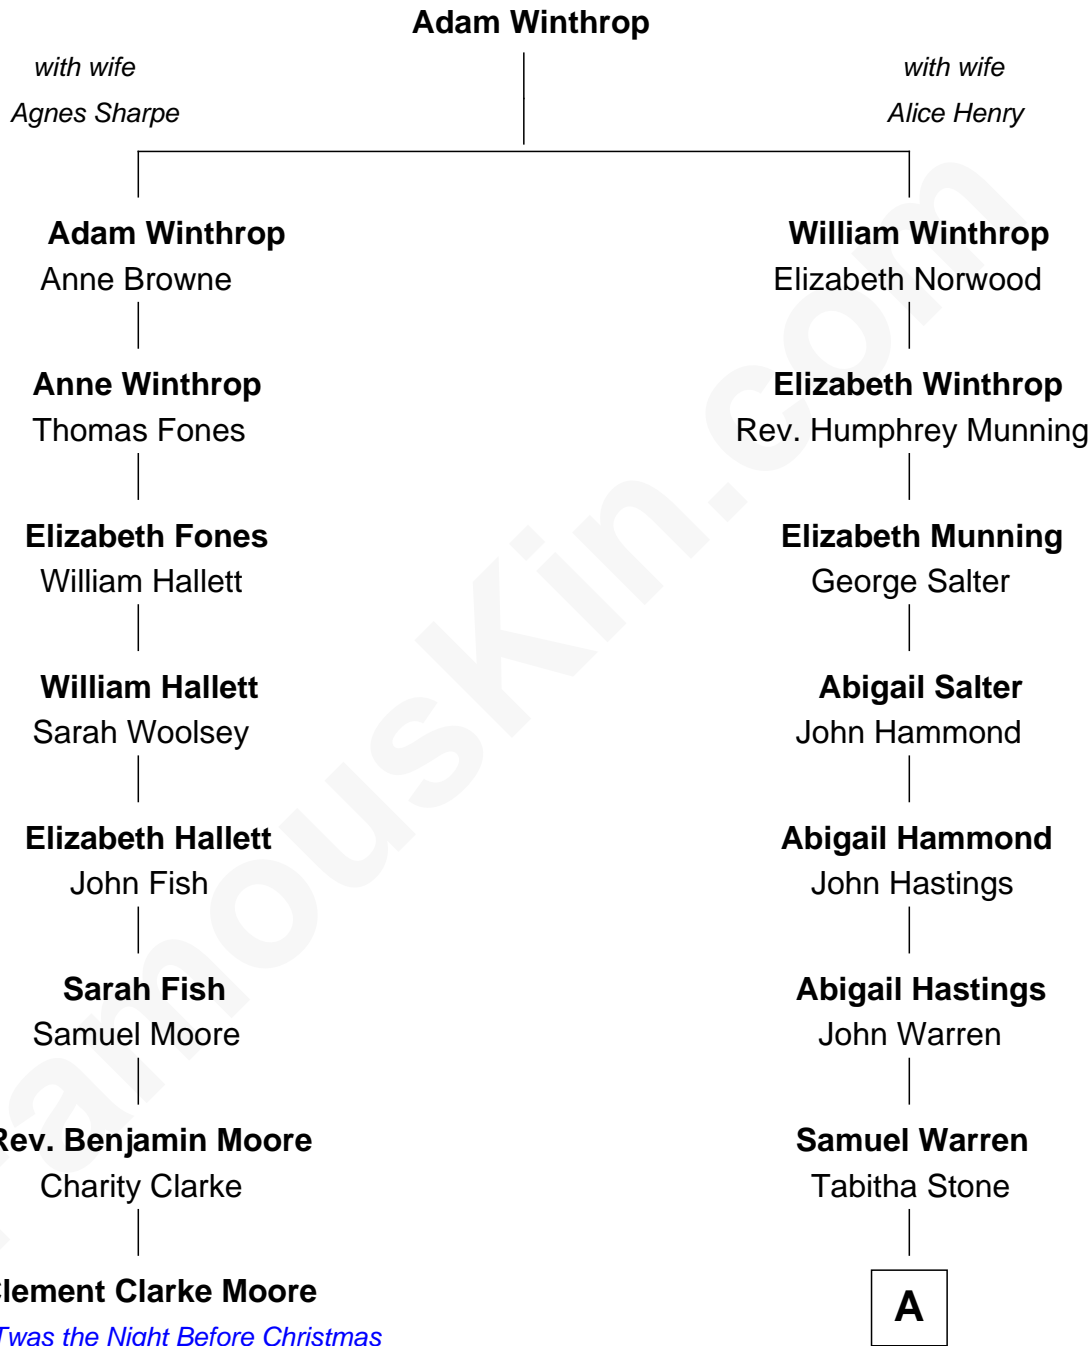 Adam Winthrop
with wife
Agnes Sharpe
with wife
Alice Henry
Adam Winthrop
Anne Browne
William Winthrop
Elizabeth Norwood
Anne Winthrop
Thomas Fones
Elizabeth Winthrop
Rev. Humphrey Munning
Elizabeth Fones
William Hallett
Elizabeth Munning
George Salter
William Hallett
Sarah Woolsey
Abigail Salter
John Hammond
Elizabeth Hallett
John Fish
Abigail Hammond
John Hastings
Sarah Fish
Samuel Moore
Abigail Hastings
John Warren
Rev. Benjamin Moore
Charity Clarke
Samuel Warren
Tabitha Stone
Clement Clarke Moore
Twas the Night Before Christmas
A
FamousKin.com